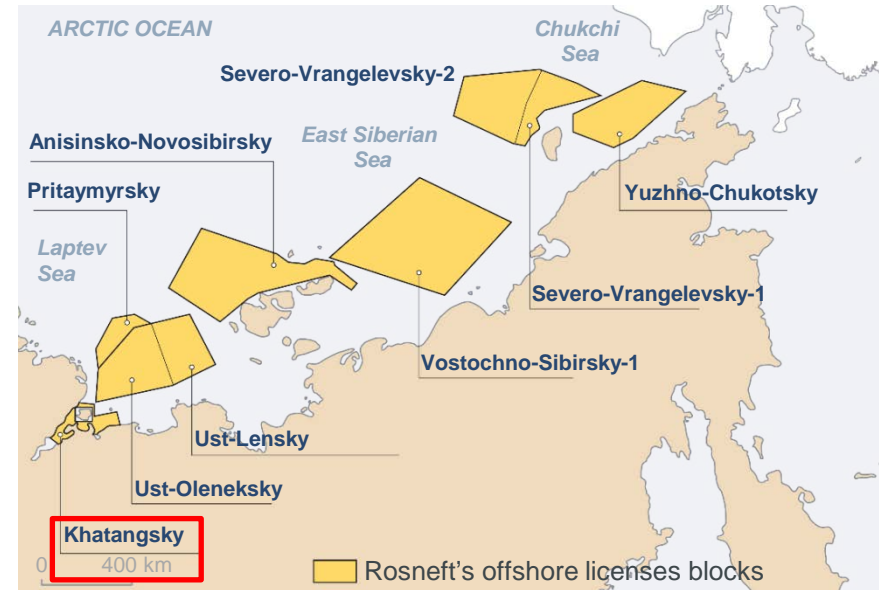 ARCTIC OCEAN
Chukchi
Sea
Severo-Vrangelevsky-2
Anisinsko-Novosibirsky
East Siberian
Sea
Pritaymyrsky
Yuzhno-Chukotsky
Laptev
Sea
Severo-Vrangelevsky-1
Vostochno-Sibirsky-1
Ust-Lensky
Ust-Oleneksky
Khatangsky
0 400 km
Rosneft's offshore licenses blocks